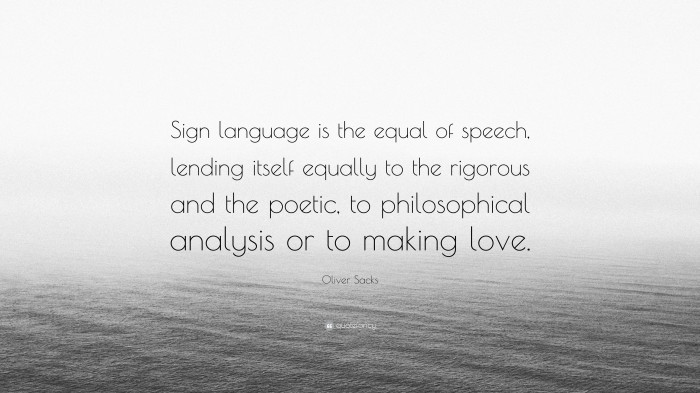 Sign language is the equal of speech,
lending itself equally to the rigorous
and the poetic, to philosophical
analysis or to making love.
Oliver Sacks
quotefancy